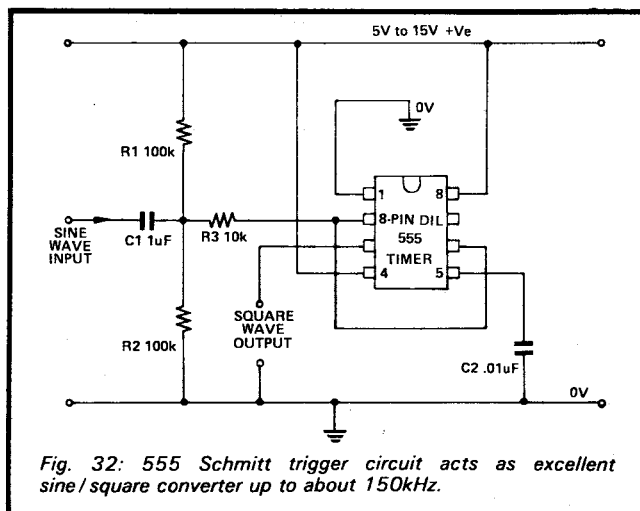 5V to 15V +Ve
0V
R1 100k
1
8
8-PIN DIL
SINE
WAVE
INPUT
C1 1uF
R3 10k
555
TIMER
4
5
SQUARE
WAVE
OUTPUT
R2 100k
C2 .01uF
0V
Fig. 32: 555 Schmitt trigger circuit acts as excellent
sine/square converter up to about 150kHz.